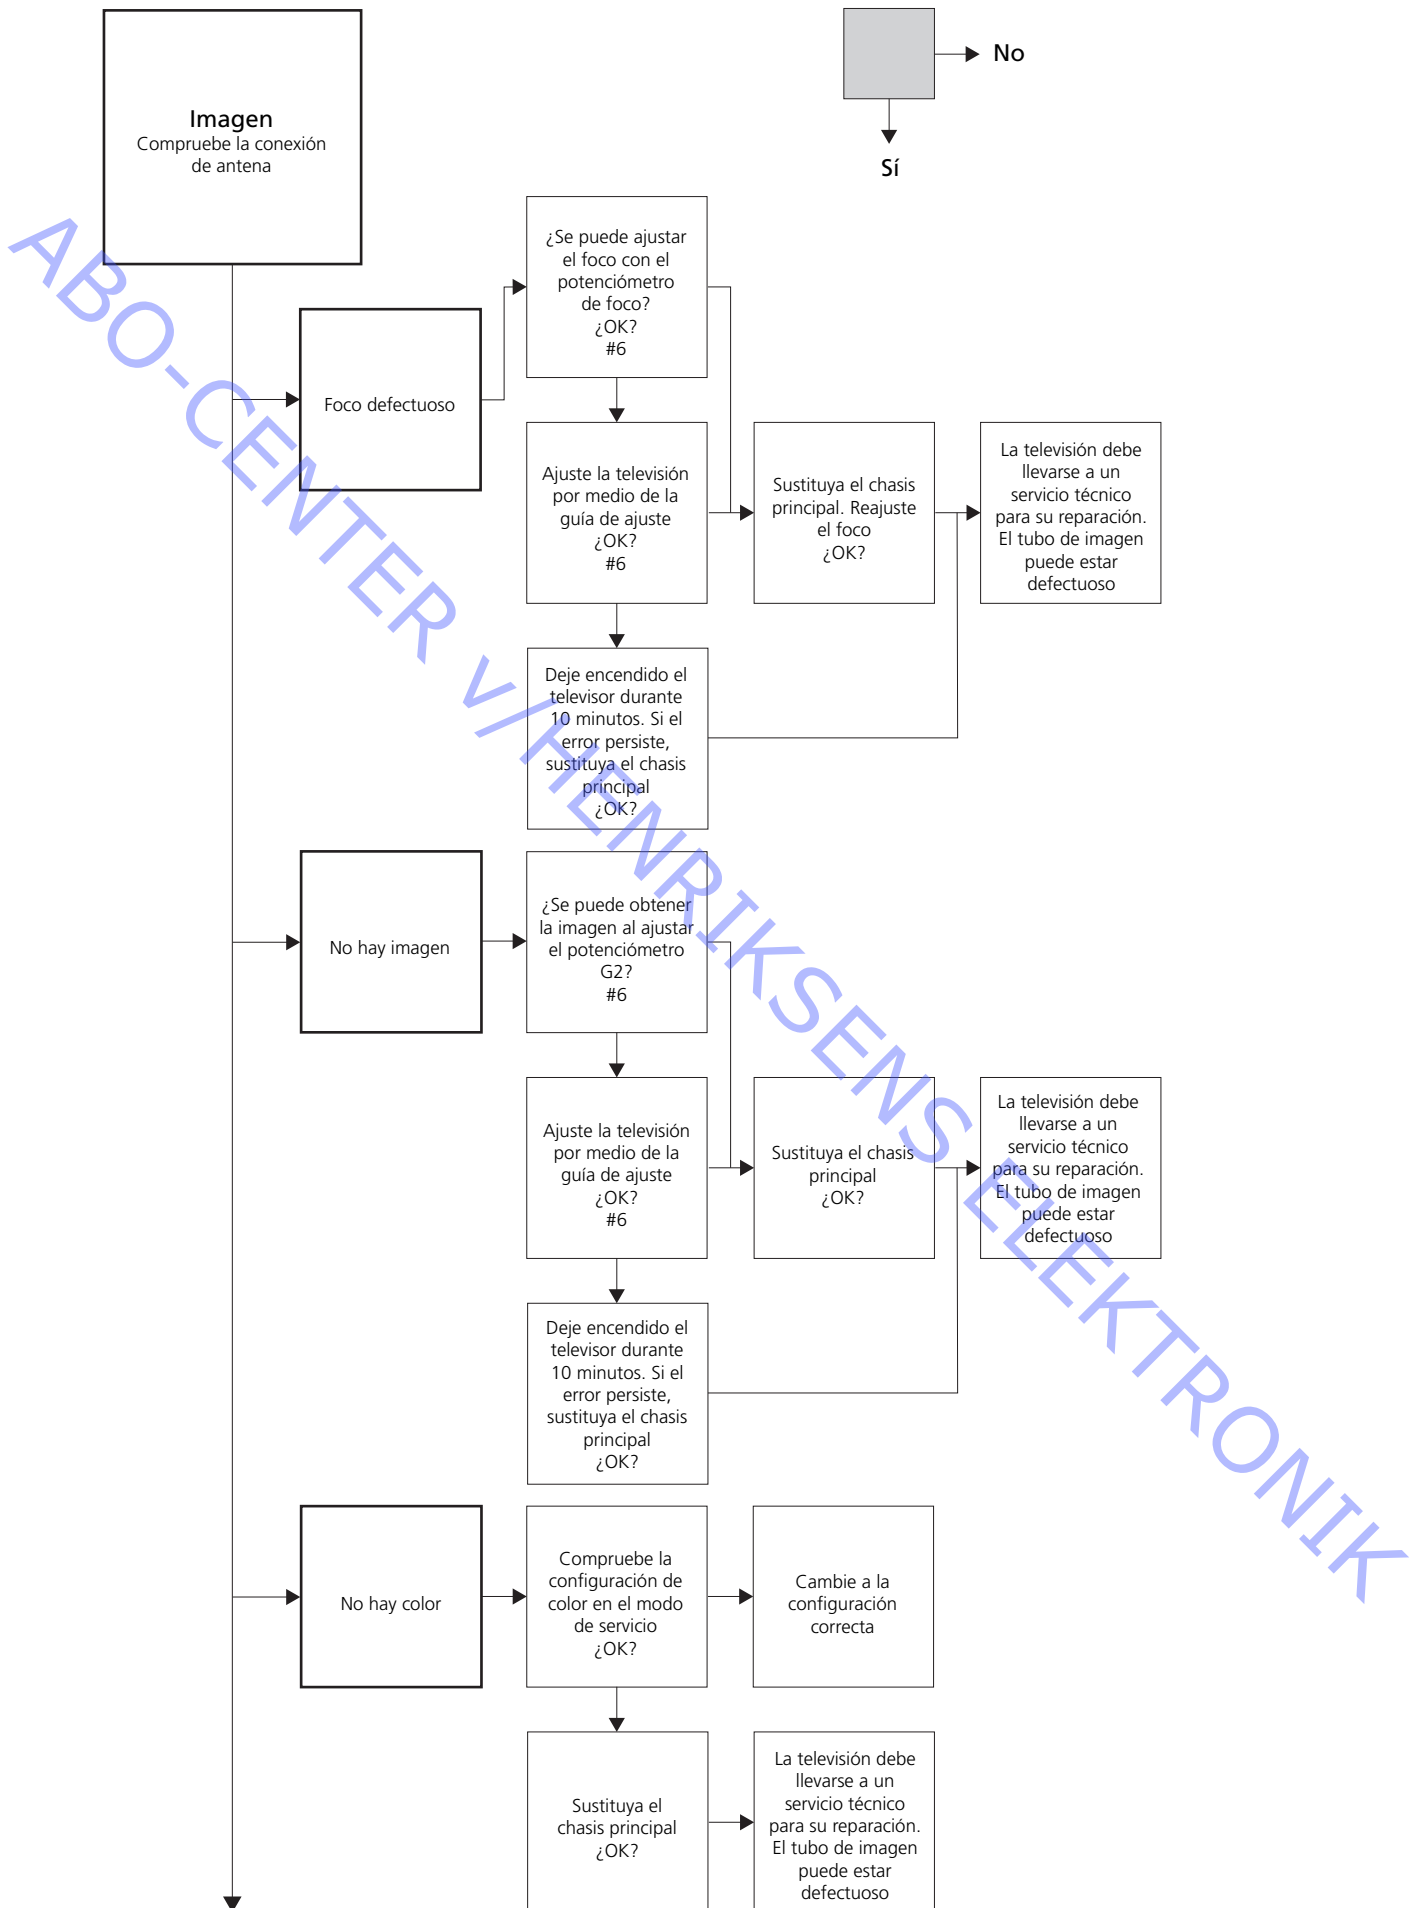 Imagen
Compruebe la conexión
de antena
No
Sí
Foco defectuoso
¿Se puede ajustar
el foco con el
potenciómetro
de foco?
¿OK?
#6
Ajuste la televisión
por medio de la
guía de ajuste
¿OK?
#6
Sustituya el chasis
principal. Reajuste
el foco
¿OK?
La televisión debe
llevarse a un
servicio técnico
para su reparación.
El tubo de imagen
puede estar
defectuoso
Deje encendido el
televisor durante
10 minutos. Si el
error persiste,
sustituya el chasis
principal
¿OK?
No hay imagen
¿Se puede obtener
la imagen al ajustar
el potenciómetro
G2?
#6
Ajuste la televisión
por medio de la
guía de ajuste
¿OK?
#6
Sustituya el chasis
principal
¿OK?
La televisión debe
llevarse a un
servicio técnico
para su reparación.
El tubo de imagen
puede estar
defectuoso
Deje encendido el
televisor durante
10 minutos. Si el
error persiste,
sustituya el chasis
principal
¿OK?
No hay color
Compruebe la
configuración de
color en el modo
de servicio
¿OK?
Cambie a la
configuración
correcta
Sustituya el
chasis principal
¿OK?
La televisión debe
llevarse a un
servicio técnico
para su reparación.
El tubo de imagen
puede estar
defectuoso
ABO-CENTER v/HENRIKSENS ELEKTRONIK